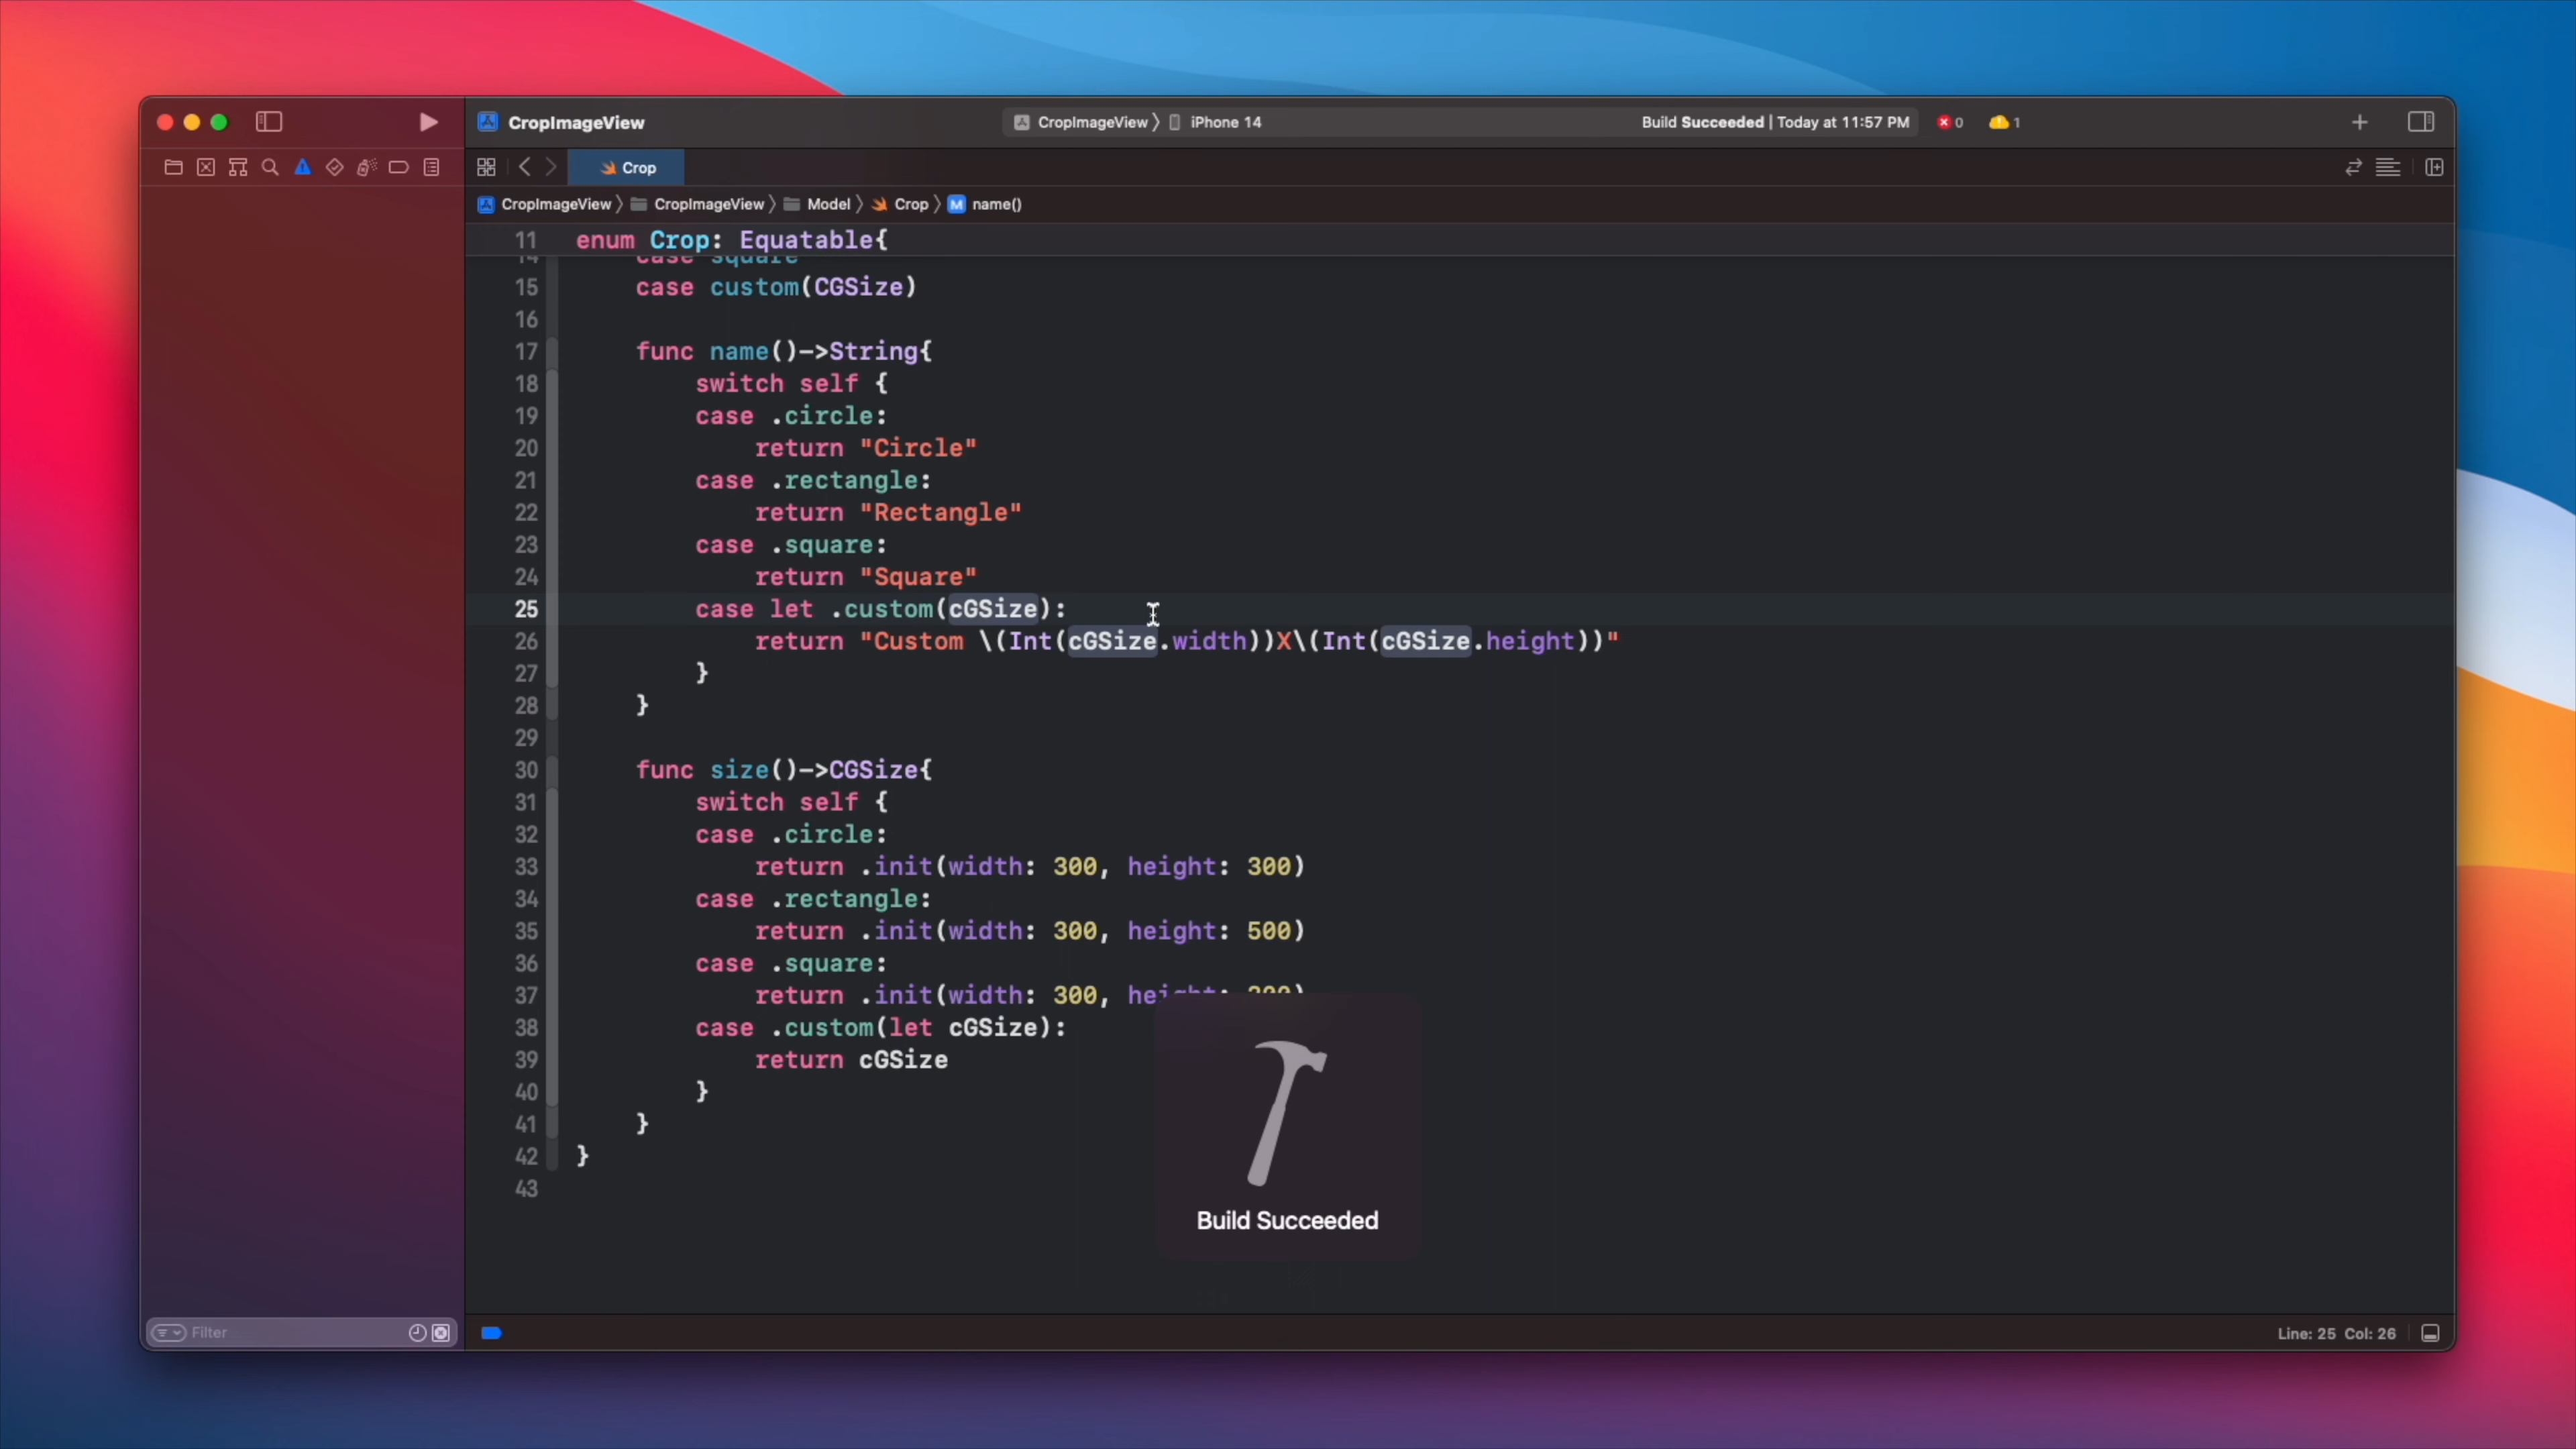 CropImageView
CropImageView 〉 iPhone 14
Build Succeeded | Today at 11:57 PM
0
1
Crop
CropImageView 〉 CropImageView 〉 Model 〉 Crop 〉 M name()
11 enum Crop: Equatable{
14 case square
15 case custom(CGSize)
16
17 func name()->String{
18 switch self {
19 case .circle:
20 return "Circle"
21 case .rectangle:
22 return "Rectangle"
23 case .square:
24 return "Square"
25 case let .custom(cGSize):
26 return "Custom \(Int(cGSize.width))X\(Int(cGSize.height))"
27 }
28 }
29
30 func size()->CGSize{
31 switch self {
32 case .circle:
33 return .init(width: 300, height: 300)
34 case .rectangle:
35 return .init(width: 300, height: 500)
36 case .square:
37 return .init(width: 300, height: 300)
38 case .custom(let cGSize):
39 return cGSize
40 }
41 }
42 }
43
Build Succeeded
Filter
Line: 25 Col: 26